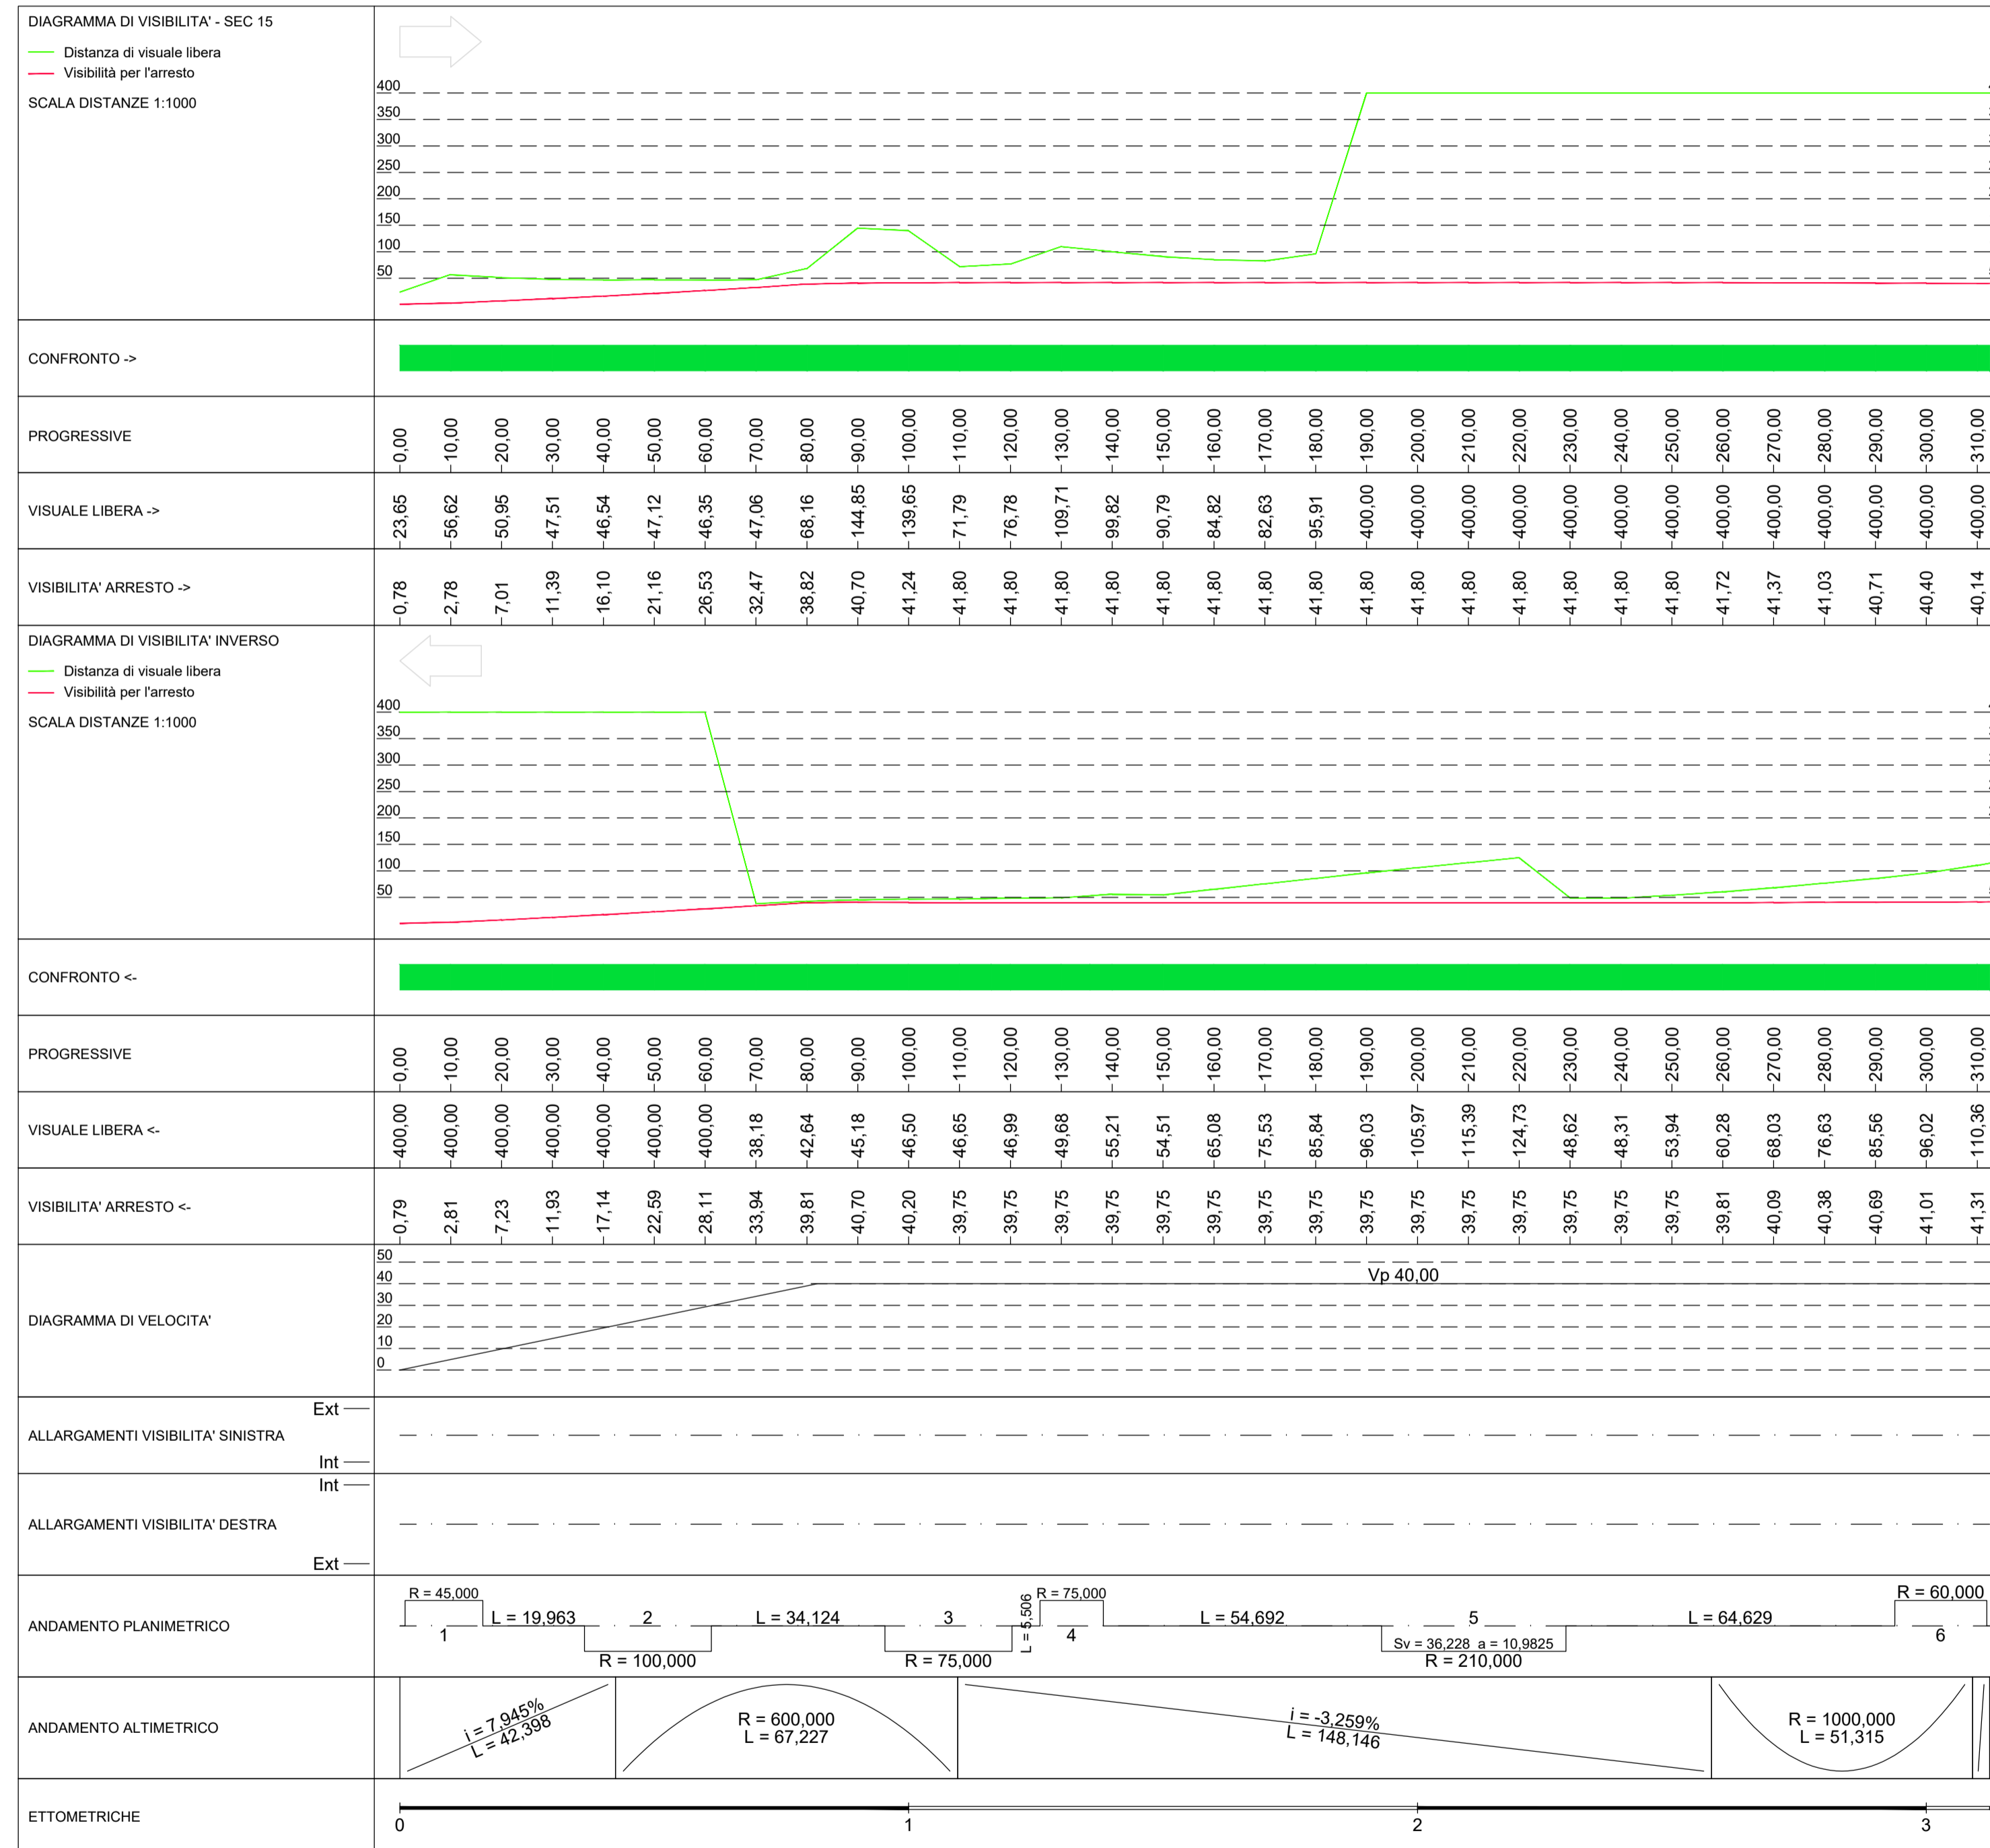 DIAGRAMMA DI VISIBILITA' - SEC 15
Distanza di visuale libera
Visibilità per l'arresto
SCALA DISTANZE 1:1000
400
350
300
250
200
150
100
50
CONFRONTO ->
PROGRESSIVE
0,00 10,00 20,00 30,00 40,00 50,00 60,00 70,00 80,00 90,00 100,00 110,00 120,00 130,00 140,00 150,00 160,00 170,00 180,00 190,00 200,00 210,00 220,00 230,00 240,00 250,00 260,00 270,00 280,00 290,00 300,00 310,00
VISUALE LIBERA ->
23,65 56,62 50,95 47,51 46,54 47,12 46,35 47,06 68,16 144,85 139,65 71,79 76,78 109,71 99,82 90,79 84,82 82,63 95,91 400,00 400,00 400,00 400,00 400,00 400,00 400,00 400,00 400,00 400,00 400,00 400,00 400,00
VISIBILITA' ARRESTO ->
0,78 2,78 7,01 11,39 16,10 21,16 26,53 32,47 38,82 40,70 41,24 41,80 41,80 41,80 41,80 41,80 41,80 41,80 41,80 41,80 41,80 41,80 41,80 41,80 41,80 41,80 41,72 41,37 41,03 40,71 40,40 40,14
DIAGRAMMA DI VISIBILITA' INVERSO
Distanza di visuale libera
Visibilità per l'arresto
SCALA DISTANZE 1:1000
400
350
300
250
200
150
100
50
CONFRONTO <-
PROGRESSIVE
0,00 10,00 20,00 30,00 40,00 50,00 60,00 70,00 80,00 90,00 100,00 110,00 120,00 130,00 140,00 150,00 160,00 170,00 180,00 190,00 200,00 210,00 220,00 230,00 240,00 250,00 260,00 270,00 280,00 290,00 300,00 310,00
VISUALE LIBERA <-
400,00 400,00 400,00 400,00 400,00 400,00 400,00 38,18 42,64 45,18 46,50 46,65 46,99 49,68 55,21 54,51 65,08 75,53 85,84 96,03 105,97 115,39 124,73 48,62 48,31 53,94 60,28 68,03 76,63 85,56 96,02 110,36
VISIBILITA' ARRESTO <-
0,79 2,81 7,23 11,93 17,14 22,59 28,11 33,94 39,81 40,70 40,20 39,75 39,75 39,75 39,75 39,75 39,75 39,75 39,75 39,75 39,75 39,75 39,75 39,75 39,75 39,75 39,81 40,09 40,38 40,69 41,01 41,31
DIAGRAMMA DI VELOCITA'
50
40
30
20
10
0
Vp 40,00
Ext
ALLARGAMENTI VISIBILITA' SINISTRA
Int
Int
ALLARGAMENTI VISIBILITA' DESTRA
Ext
ANDAMENTO PLANIMETRICO
R = 45,000
1
L = 19,963
2
R = 100,000
L = 34,124
3
R = 75,000
L = 5,506
R = 75,000
4
L = 54,692
5
Sv = 36,228 a = 10,9825
R = 210,000
L = 64,629
R = 60,000
6
ANDAMENTO ALTIMETRICO
i = 7,945%
L = 42,398
R = 600,000
L = 67,227
i = -3,259%
L = 148,146
R = 1000,000
L = 51,315
ETTOMETRICHE
0 1 2 3